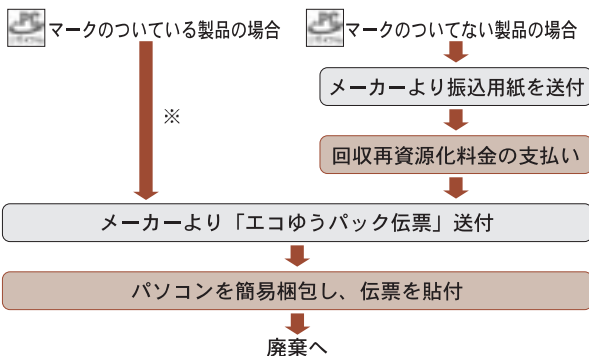 PC
マークのついている製品の場合
PC
マークのついてない製品の場合
メーカーより振込用紙を送付
※
回収再資源化料金の支払い
メーカーより「エコゆうパック伝票」送付
パソコンを簡易梱包し、伝票を貼付
廃棄へ